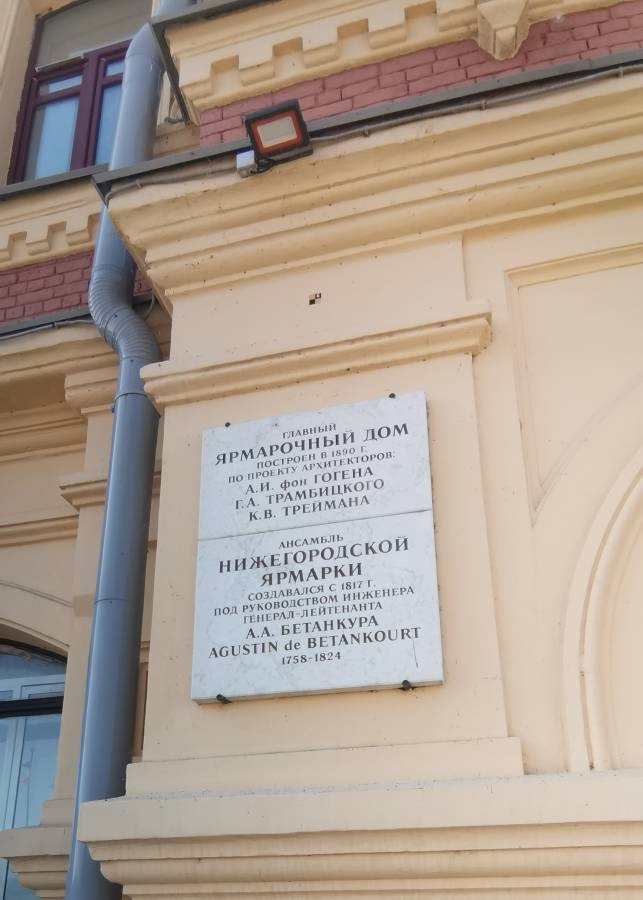 ГЛАВНЫЙ
ЯРМАРОЧНЫЙ ДОМ
ПОСТРОЕН В 1890 Г.
ПО ПРОЕКТУ АРХИТЕКТОРОВ:
А.И. фон ГОГЕНА
Г.А. ТРАМБИЦКОГО
К.В. ТРЕЙМАНА
АНСАМБЛЬ
НИЖЕГОРОДСКОЙ
ЯРМАРКИ
СОЗДАВАЛСЯ С 1817 Г.
ПОД РУКОВОДСТВОМ ИНЖЕНЕРА
ГЕНЕРАЛ-ЛЕЙТЕНАНТА
А.А. БЕТАНКУРА
AGUSTIN de BETANKOURT
1758-1824